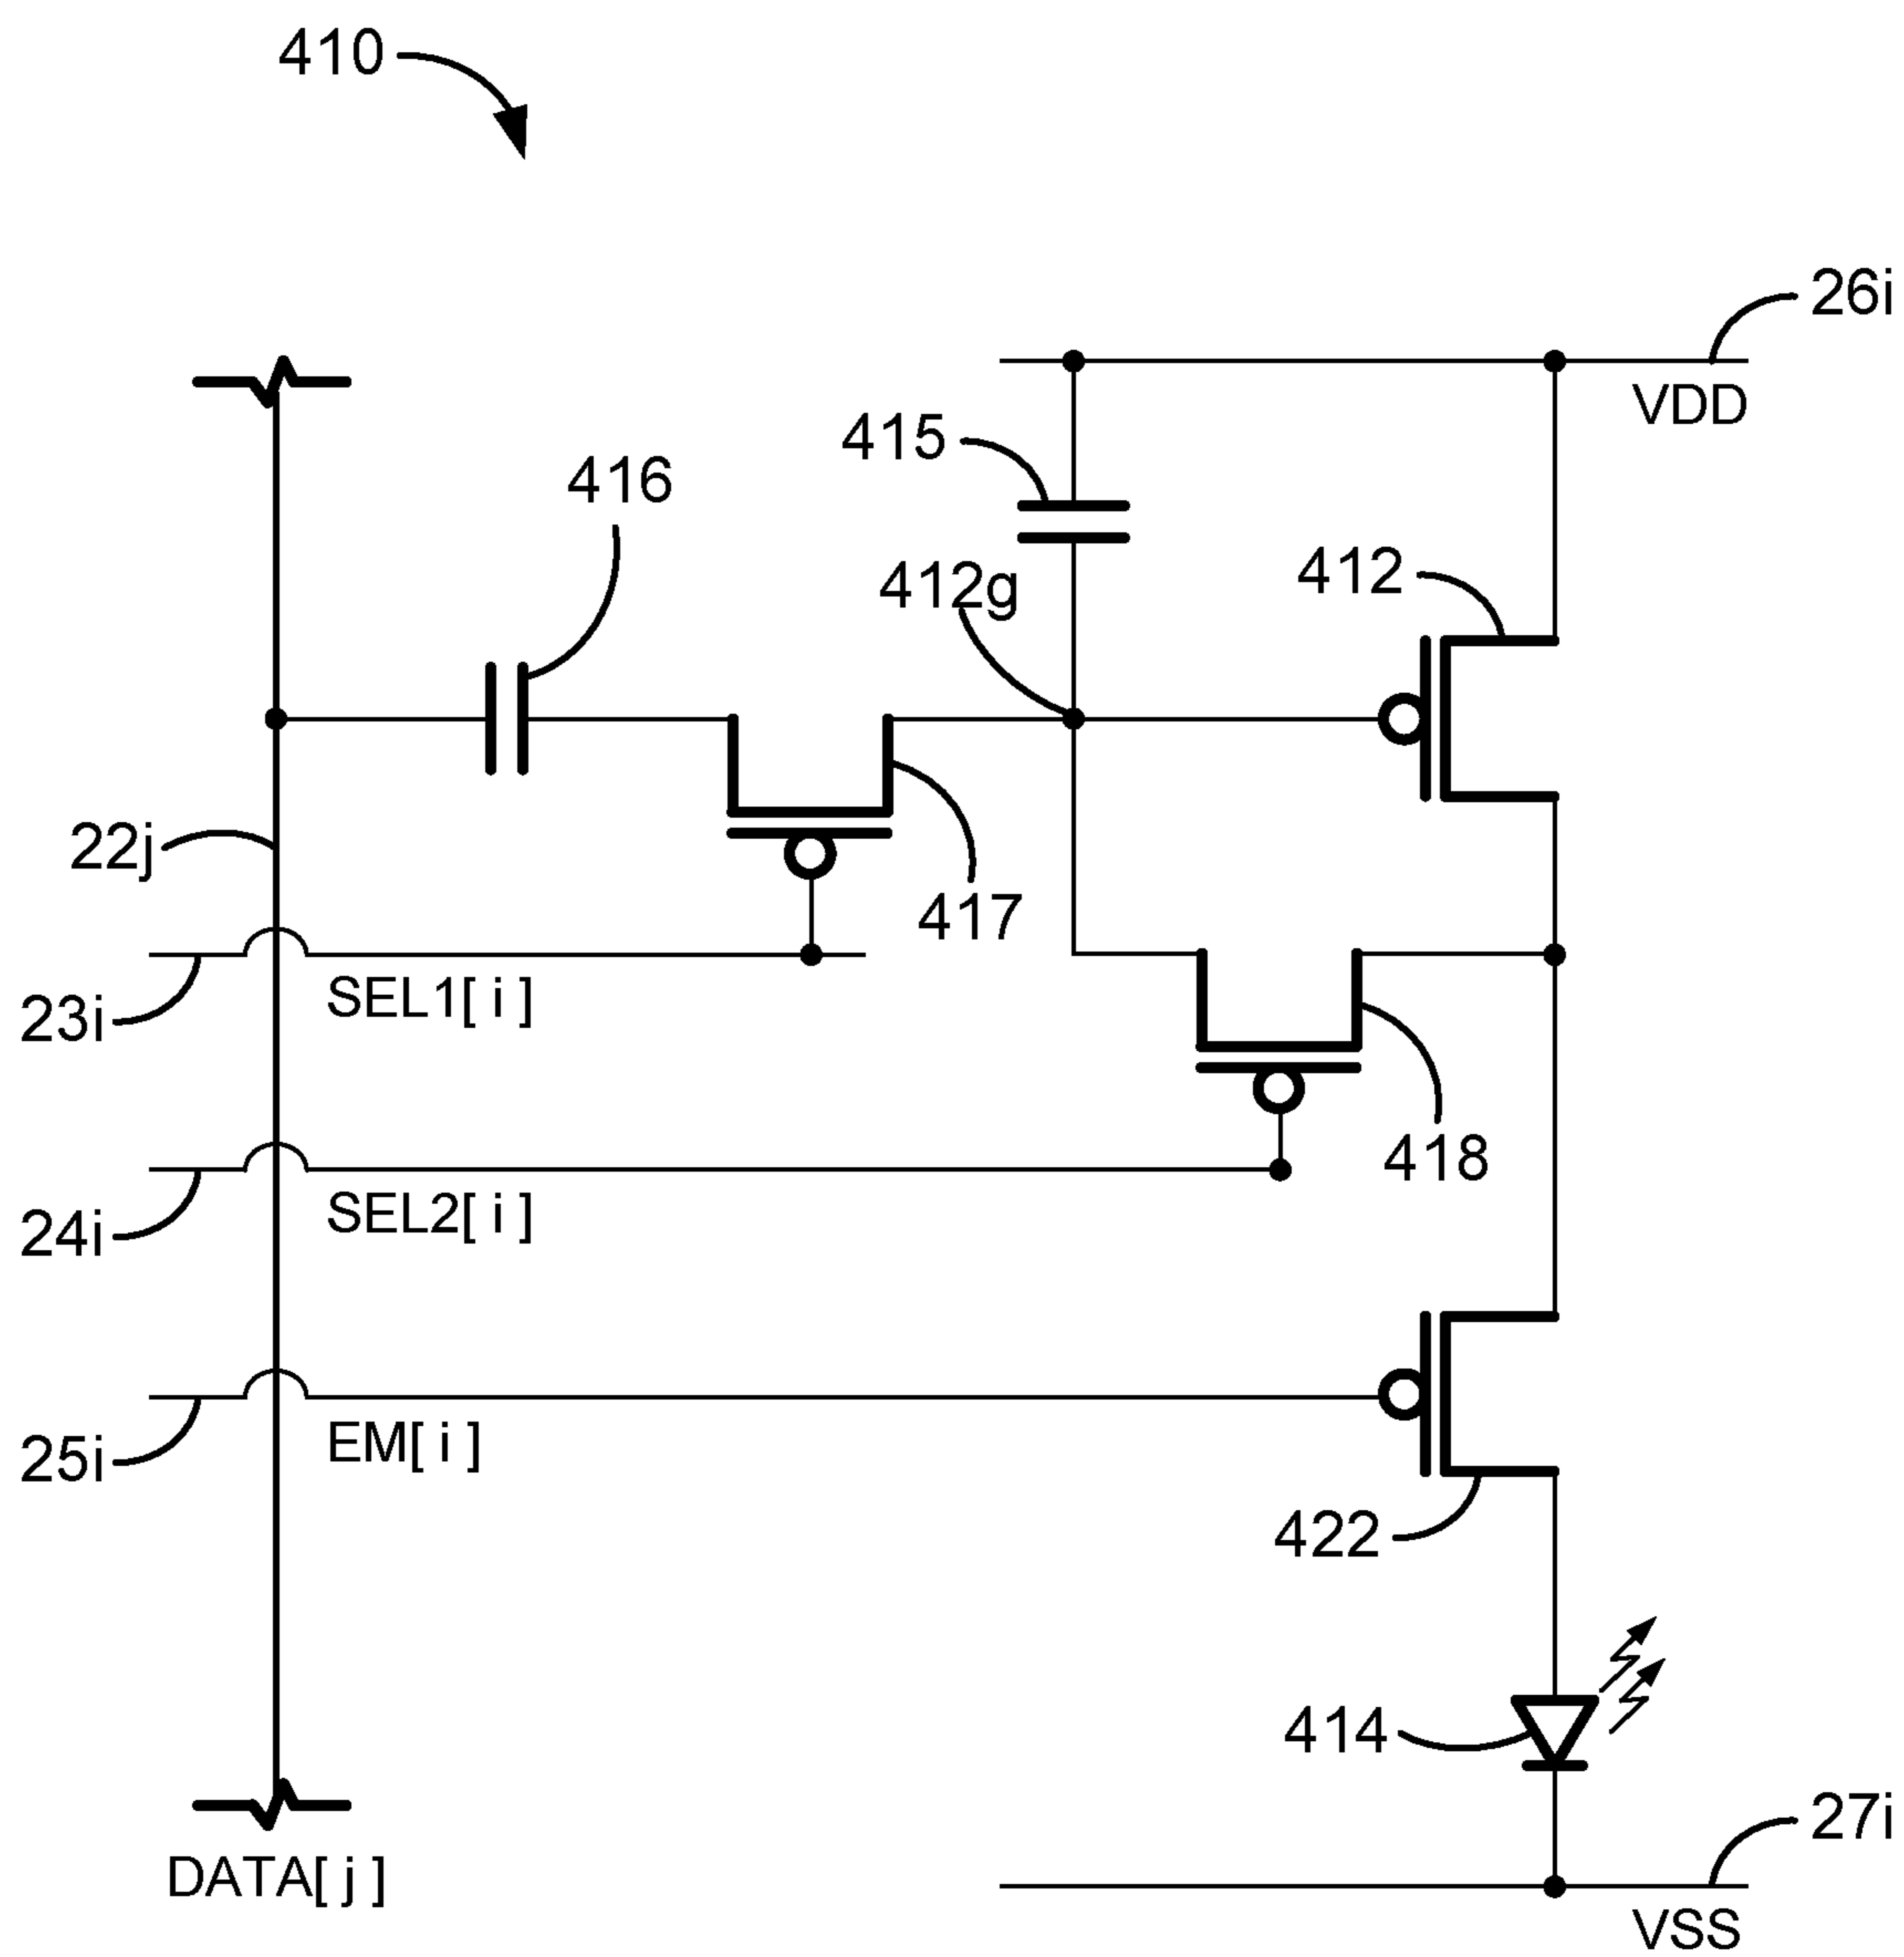 410
26i
VDD
415
416
412
412g
22j
417
23i
SEL1[ i ]
418
24i
SEL2[ i ]
25i
EM[ i ]
422
414
27i
DATA[ j ]
VSS